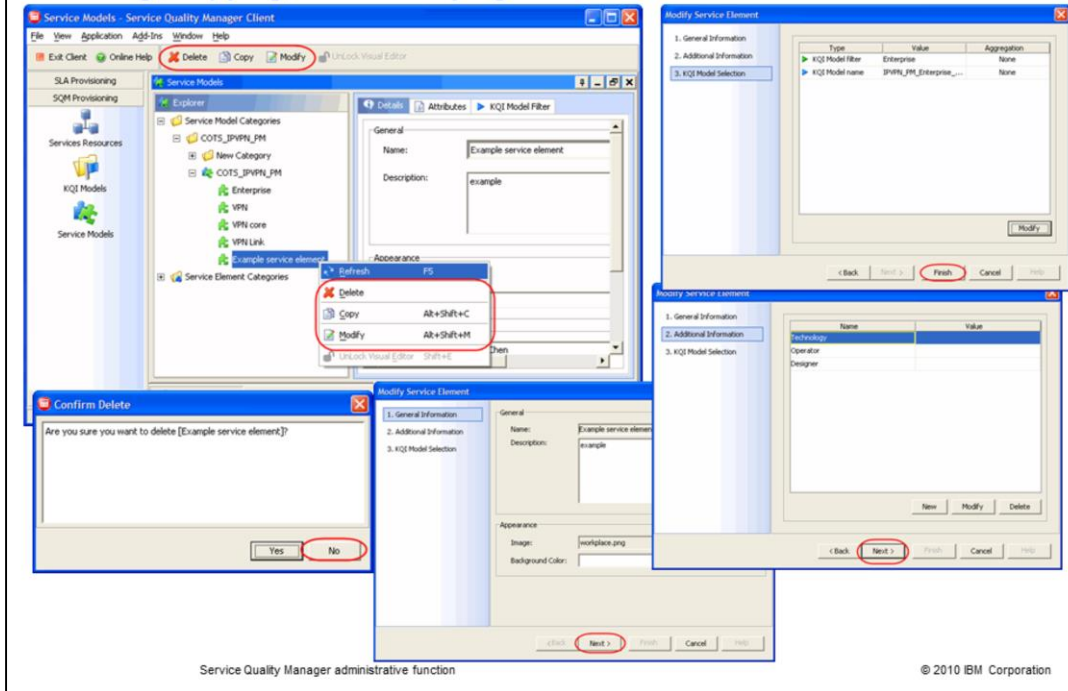 Service Models - Service Quality Manager Client
File View Application Add-Ins Window Help
Exit Client Online Help Delete Copy Modify UnLock Visual Editor
SLA Provisioning
SQM Provisioning
Services Resources
KQI Models
Service Models
Service Models
Explorer
Service Model Categories
COTS_IPVPN_PM
New Category
COTS_IPVPN_PM
Enterprise
VPN
VPN core
VPN Link
Example service element
Service Element Categories
Details Attributes KQI Model Filter
General
Name: Example service element
Description: example
Appearance
Refresh F5
Delete
Copy Alt+Shift+C
Modify Alt+Shift+M
UnLock Visual Editor Shift+E
Modify Service Element
1. General Information
2. Additional Information
3. KQI Model Selection
Type Value Aggregation
KQI Model filter Enterprise None
KQI Model name IPVPN_PM_Enterprise_... None
Modify
< Back Next > Finish Cancel Help
Modify Service Element
1. General Information
2. Additional Information
3. KQI Model Selection
Name Value
Technology
Operator
Designer
New Modify Delete
< Back Next > Finish Cancel Help
Confirm Delete
Are you sure you want to delete [Example service element]?
Yes No
Modify Service Element
1. General Information
2. Additional Information
3. KQI Model Selection
General
Name: Example service elemen
Description: example
Appearance
Image: workplace.png
Background Color:
< Back Next > Finish Cancel Help
Service Quality Manager administrative function
© 2010 IBM Corporation